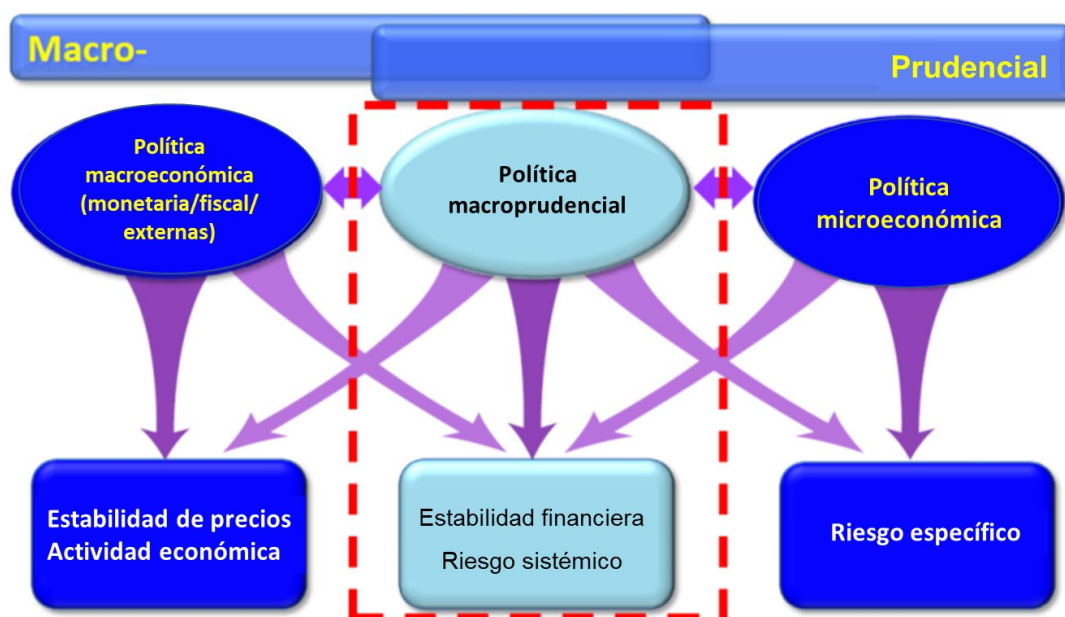 Macro-
Prudencial
Política
macroeconómica
(monetaria/fiscal/
externas)
Política
macroprudencial
Política
microeconómica
Estabilidad de precios
Actividad económica
Estabilidad financiera
Riesgo sistémico
Riesgo específico